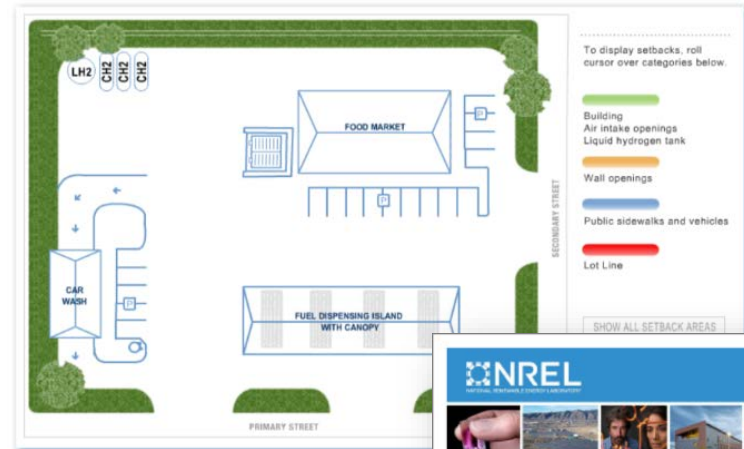 LH2
CH2
CH2
CH2
FOOD MARKET
P
P
CAR
WASH
P
FUEL DISPENSING ISLAND
WITH CANOPY
PRIMARY STREET
SECONDARY STREET
To display setbacks, roll
cursor over categories below.
Building
Air intake openings
Liquid hydrogen tank
Wall openings
Public sidewalks and vehicles
Lot Line
SHOW ALL SETBACK AREAS
NREL
NATIONAL RENEWABLE ENERGY LABORATORY